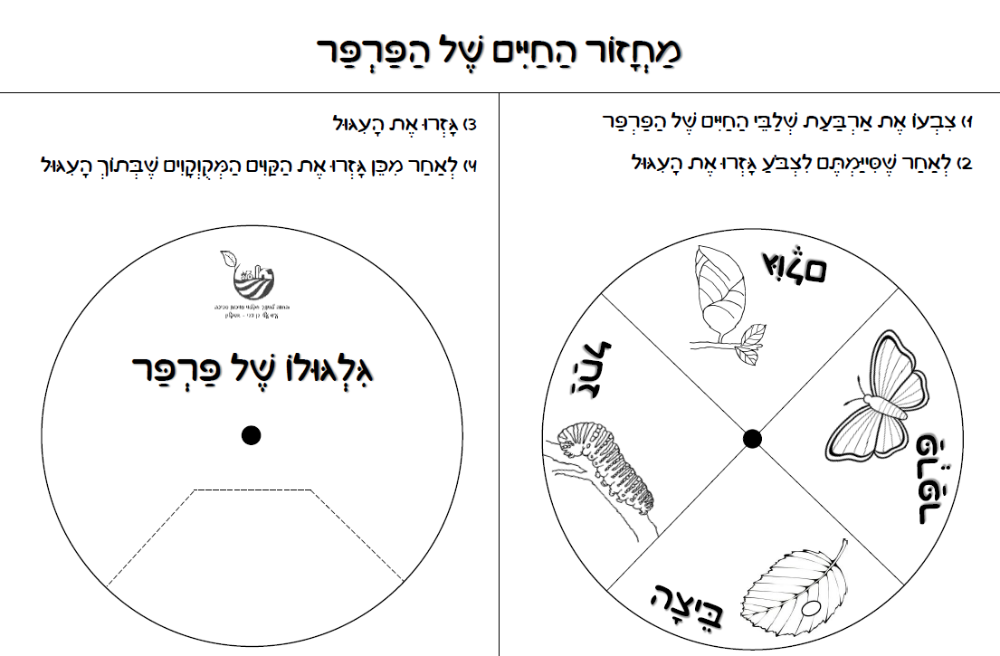 מַחְזוֹר הַחַיִּים שֶׁל הַפַּרְפַּר
1) צִבְעוֹ אֶת אַרְבַּעַת שְׁלַבֵּי הַחַיִּים שֶׁל הַפַּרְפַּר
2) לְאַחַר שֶׁסִּיַּמְתֶּם לִצְבֹּעַ גָּזְרוּ אֶת הָעִגּוּל
גֹּלֶם
פַּרְפַּר
בֵּיצָה
זַחַל
3) גָּזְרוּ אֶת הָעִגּוּל
4) לְאַחַר מִכֵּן גָּזְרוּ אֶת הַקַּוִּים הַמְּקֻוְקָוִים שֶׁבְּתוֹךְ הָעִגּוּל
גִּלְגּוּלוֹ שֶׁל פַּרְפַּר